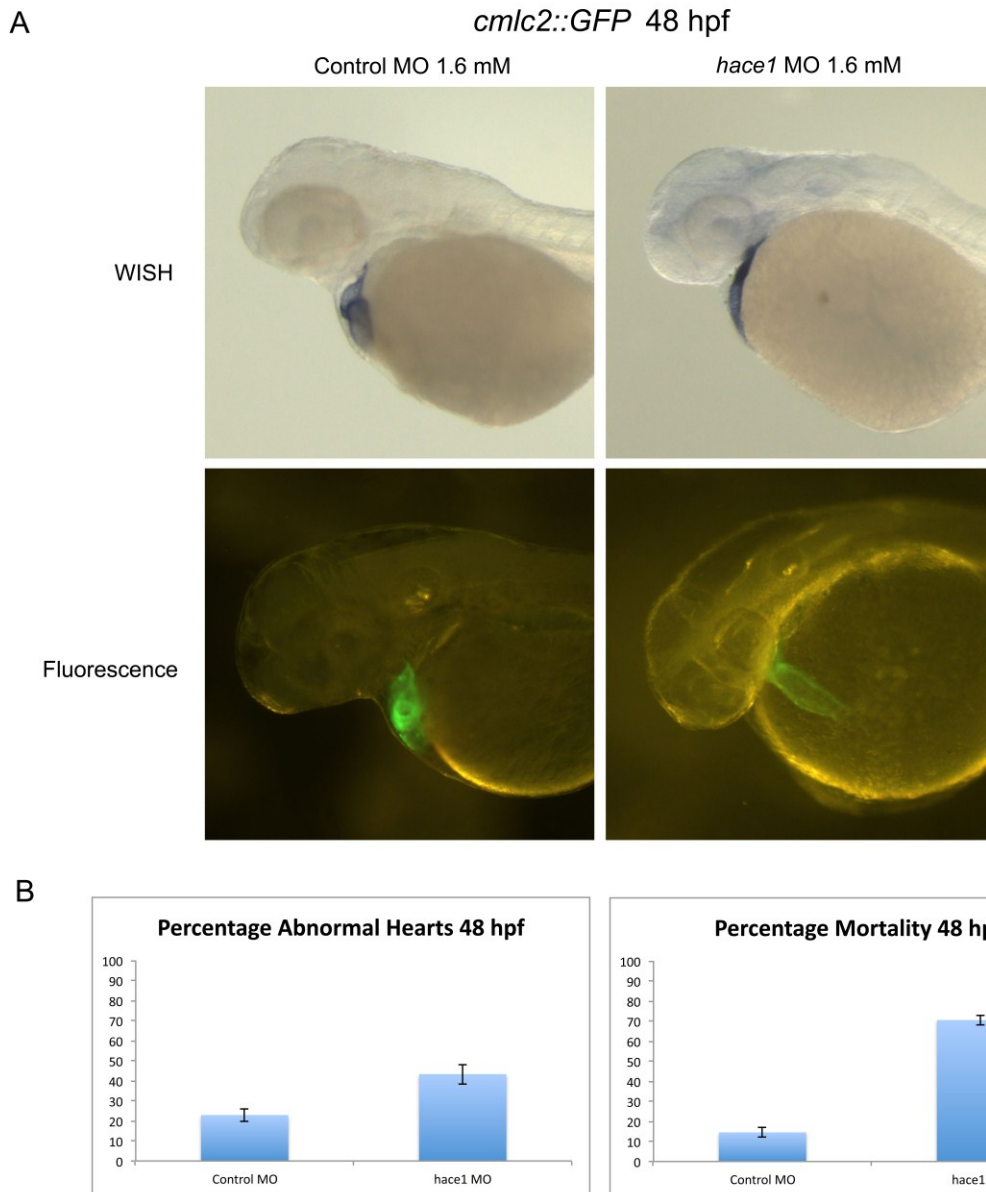 A
cmlc2::GFP 48 hpf
Control MO 1.6 mM
hace1 MO 1.6 mM
WISH
Fluorescence
B
Percentage Abnormal Hearts 48 hpf
100
90
80
70
60
50
40
30
20
10
0
Control MO
hace1 MO
Percentage Mortality 48 hp
100
90
80
70
60
50
40
30
20
10
0
Control MO
hace1